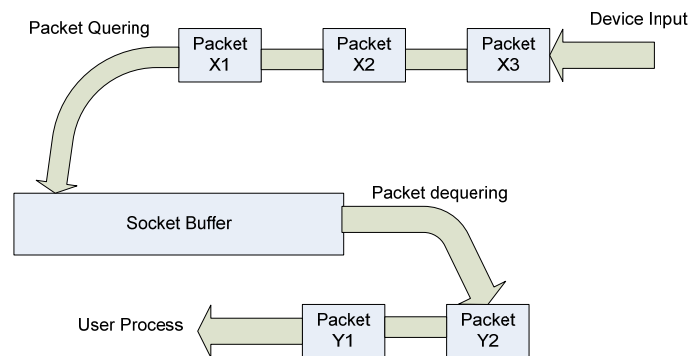 Device Input
Packet Quering
Packet
X1
Packet
X2
Packet
X3
Packet dequering
Socket Buffer
User Process
Packet
Y1
Packet
Y2